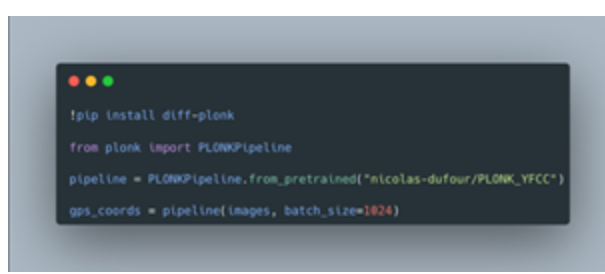 !pip install diff-plonk
from plonk import PLONKPipeline
pipeline = PLONKPipeline.from_pretrained("nicolas-dufour/PLONK_YFCC")
gps_coords = pipeline(images, batch_size=1024)